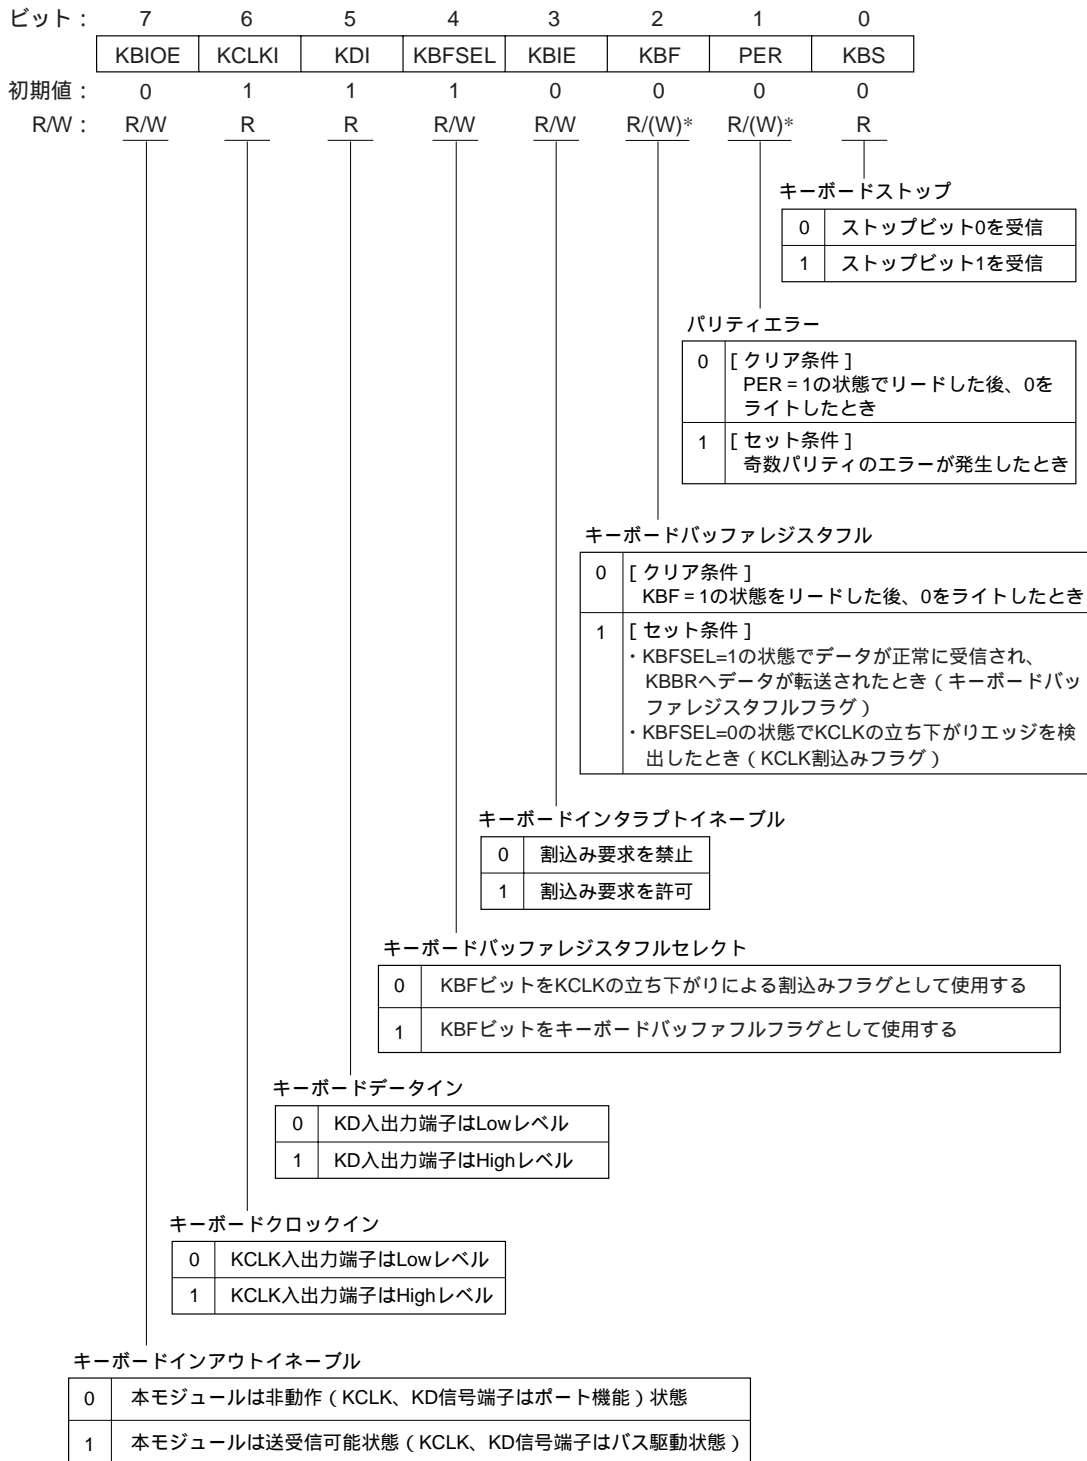 ビット： 7 6 5 4 3 2 1 0
KBIOE KCLKI KDI KBFSEL KBIE KBF PER KBS
初期値： 0 1 1 1 0 0 0 0
R/W： R/W R R R/W R/W R/(W)* R/(W)* R
キーボードストップ
0 ストップビット0を受信
1 ストップビット1を受信
パリティエラー
0 [クリア条件]
PER = 1の状態でリードした後、0を
ライトしたとき
1 [セット条件]
奇数パリティのエラーが発生したとき
キーボードバッファレジスタフル
0 [クリア条件]
KBF = 1の状態をリードした後、0をライトしたとき
1 [セット条件]
・KBFSEL=1の状態でデータが正常に受信され、
KBBRへデータが転送されたとき（キーボードバッ
ファレジスタフルフラグ）
・KBFSEL=0の状態でKCLKの立ち下がりエッジを検
出したとき（KCLK割込みフラグ）
キーボードインタラプトイネーブル
0 割込み要求を禁止
1 割込み要求を許可
キーボードバッファレジスタフルセレクト
0 KBFビットをKCLKの立ち下がりによる割込みフラグとして使用する
1 KBFビットをキーボードバッファフルフラグとして使用する
キーボードデータイン
0 KD入出力端子はLowレベル
1 KD入出力端子はHighレベル
キーボードクロックイン
0 KCLK入出力端子はLowレベル
1 KCLK入出力端子はHighレベル
キーボードインアウトイネーブル
0 本モジュールは非動作（KCLK、KD信号端子はポート機能）状態
1 本モジュールは送受信可能状態（KCLK、KD信号端子はバス駆動状態）